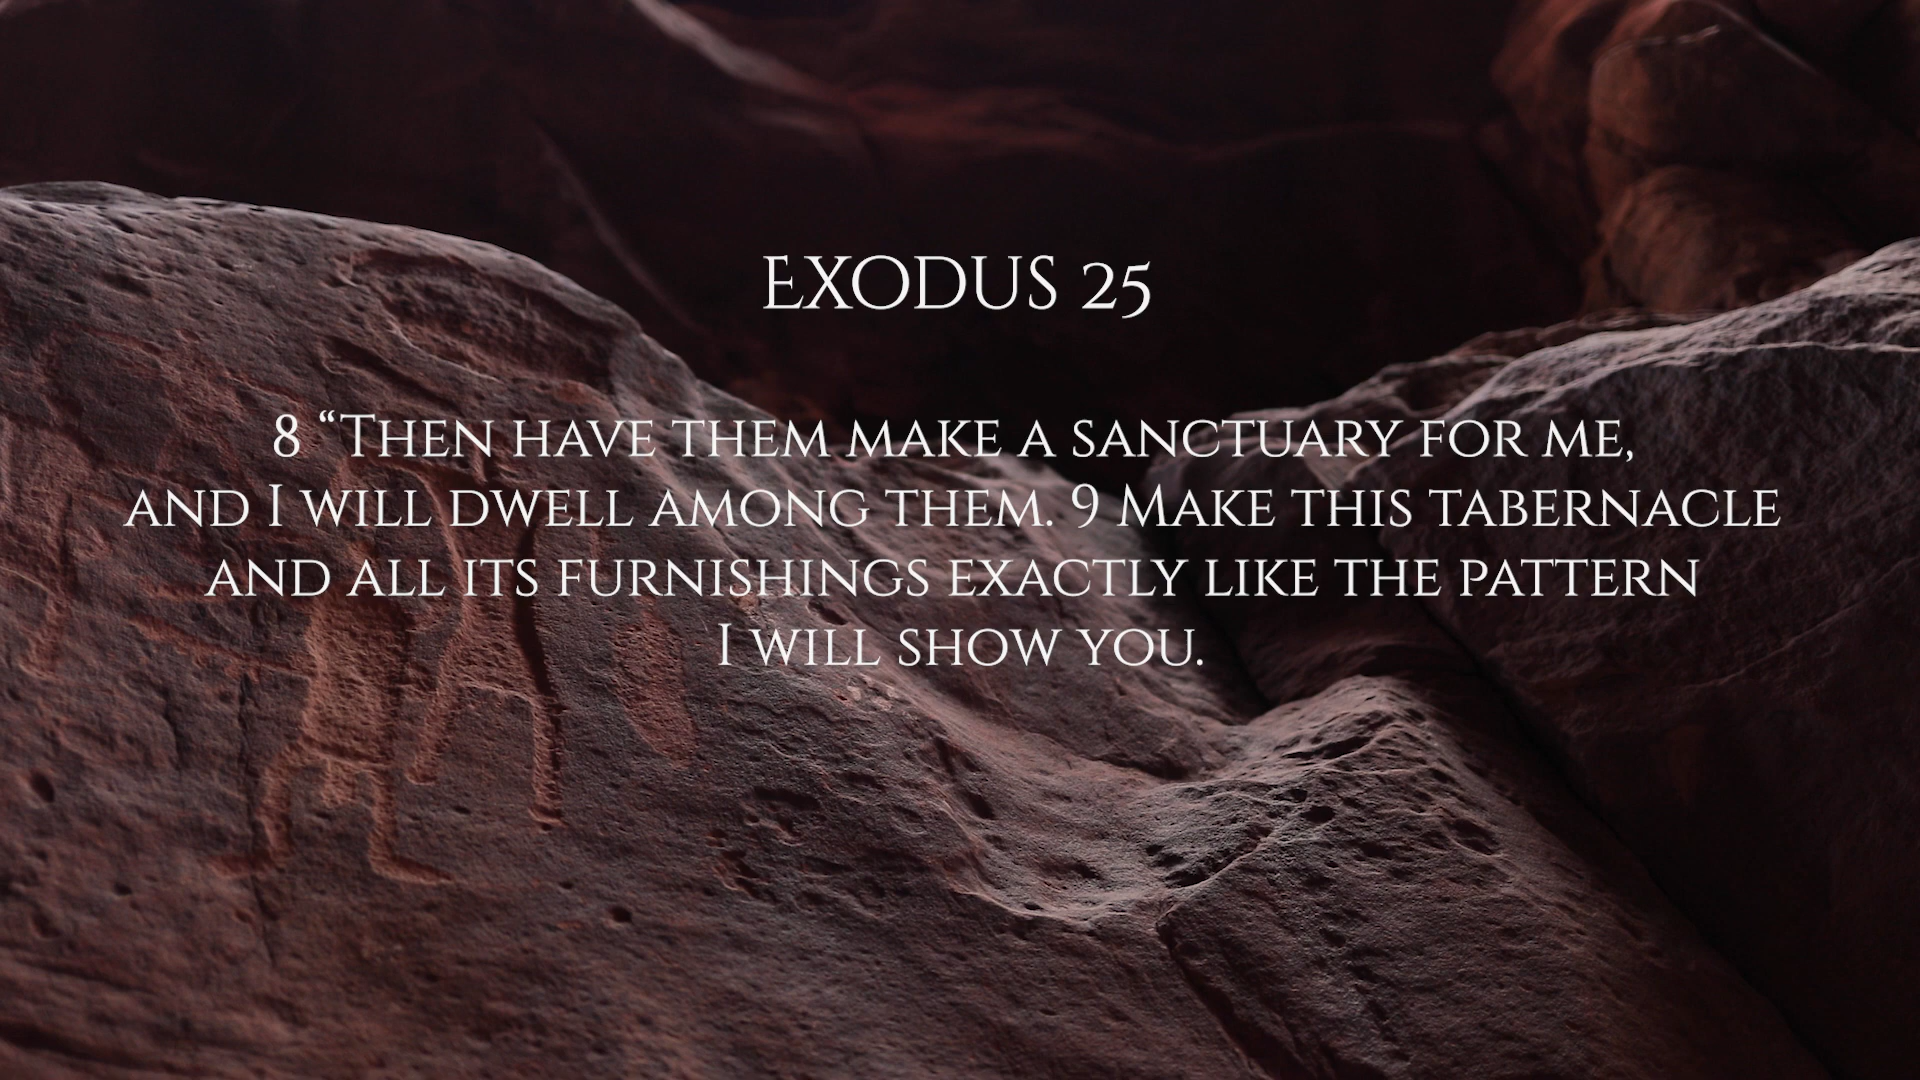 Exodus 25
8 “Then have them make a sanctuary for me,
and I will dwell among them. 9 Make this tabernacle
and all its furnishings exactly like the pattern
I will show you.